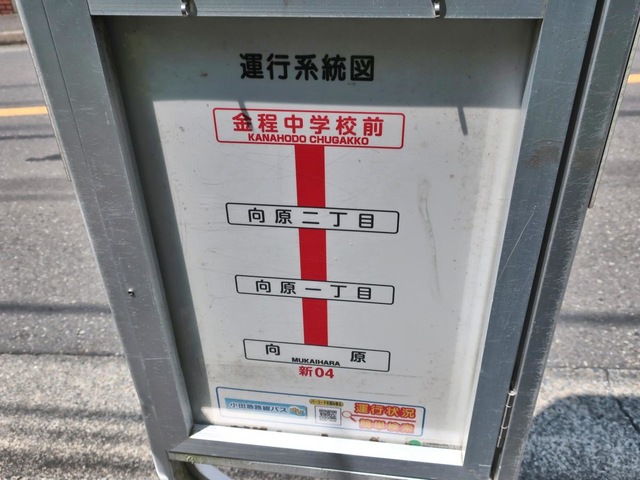 運行系統図
金程中学校前
KANAHODO CHUGAKKO
向原二丁目
向原一丁目
向原
MUKAIHARA
新04
小田急路線バス
運行状況